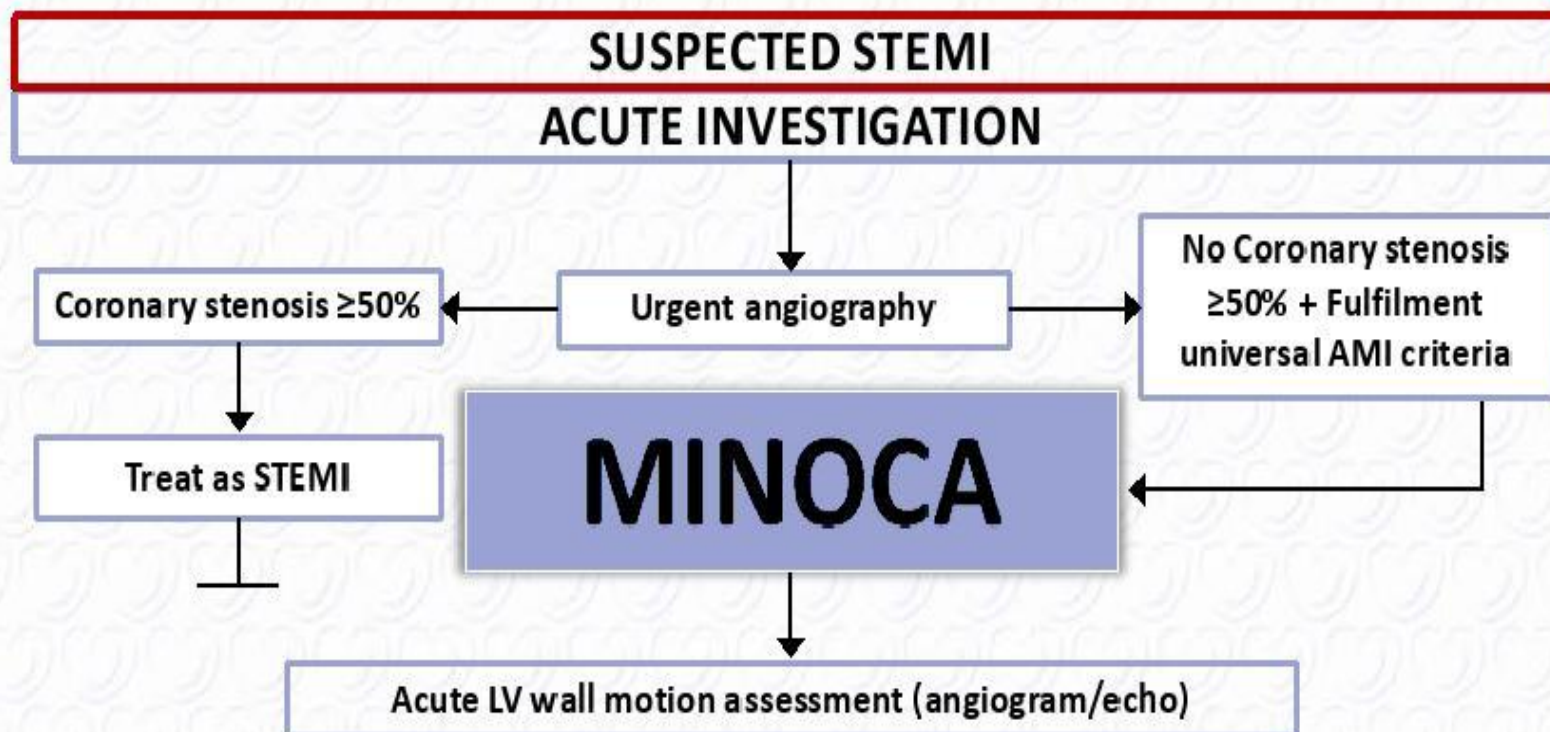 SUSPECTED STEMI
ACUTE INVESTIGATION
Coronary stenosis ≥50%
Urgent angiography
No Coronary stenosis
≥50% + Fulfilment
universal AMI criteria
Treat as STEMI
MINOCA
Acute LV wall motion assessment (angiogram/echo)